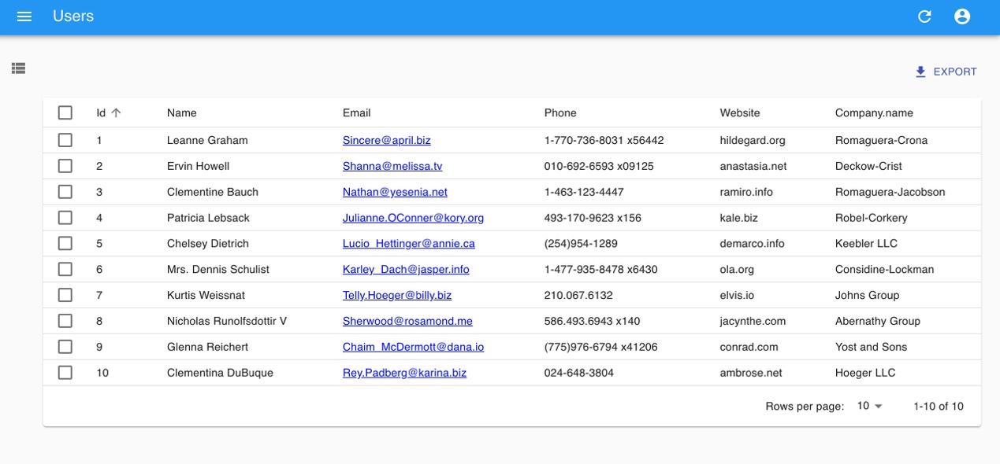 Users
EXPORT
Id Name Email Phone Website Company.name
1 Leanne Graham Sincere@april.biz 1-770-736-8031 x56442 hildegard.org Romaguera-Crona
2 Ervin Howell Shanna@melissa.tv 010-692-6593 x09125 anastasia.net Deckow-Crist
3 Clementine Bauch Nathan@yesenia.net 1-463-123-4447 ramiro.info Romaguera-Jacobson
4 Patricia Lebsack Julianne.OConner@kory.org 493-170-9623 x156 kale.biz Robel-Corkery
5 Chelsey Dietrich Lucio_Hettinger@annie.ca (254)954-1289 demarco.info Keebler LLC
6 Mrs. Dennis Schulist Karley_Dach@jasper.info 1-477-935-8478 x6430 ola.org Considine-Lockman
7 Kurtis Weissnat Telly.Hoeger@billy.biz 210.067.6132 elvis.io Johns Group
8 Nicholas Runolfsdottir V Sherwood@rosamond.me 586.493.6943 x140 jacynthe.com Abernathy Group
9 Glenna Reichert Chaim_McDermott@dana.io (775)976-6794 x41206 conrad.com Yost and Sons
10 Clementina DuBuque Rey.Padberg@karina.biz 024-648-3804 ambrose.net Hoeger LLC
Rows per page: 10 1-10 of 10